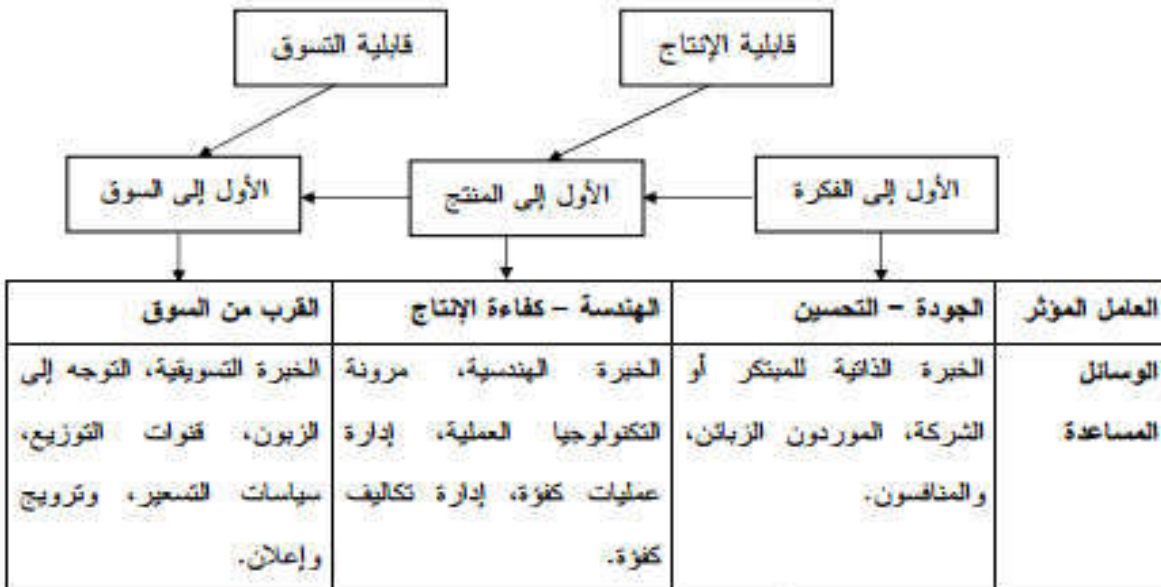 قابلية الإنتاج
قابلية التسوق
الأول إلى الفكرة
الأول إلى المنتج
الأول إلى السوق
العامل المؤثر
الجودة – التحسين
الهندسة – كفاءة الإنتاج
القرب من السوق
الوسائل
المساعدة
الخبرة الذاتية للمبتكر أو
الشركة، الموردون الزبائن،
والمنافسون.
الخبرة الهندسية، مرونة
التكنولوجيا العملية، إدارة
عمليات كفؤة، إدارة تكاليف
كفؤة.
الخبرة التسويقية، التوجه إلى
الزبون، قنوات التوزيع،
سياسات التسعير، وترويج
وإعلان.